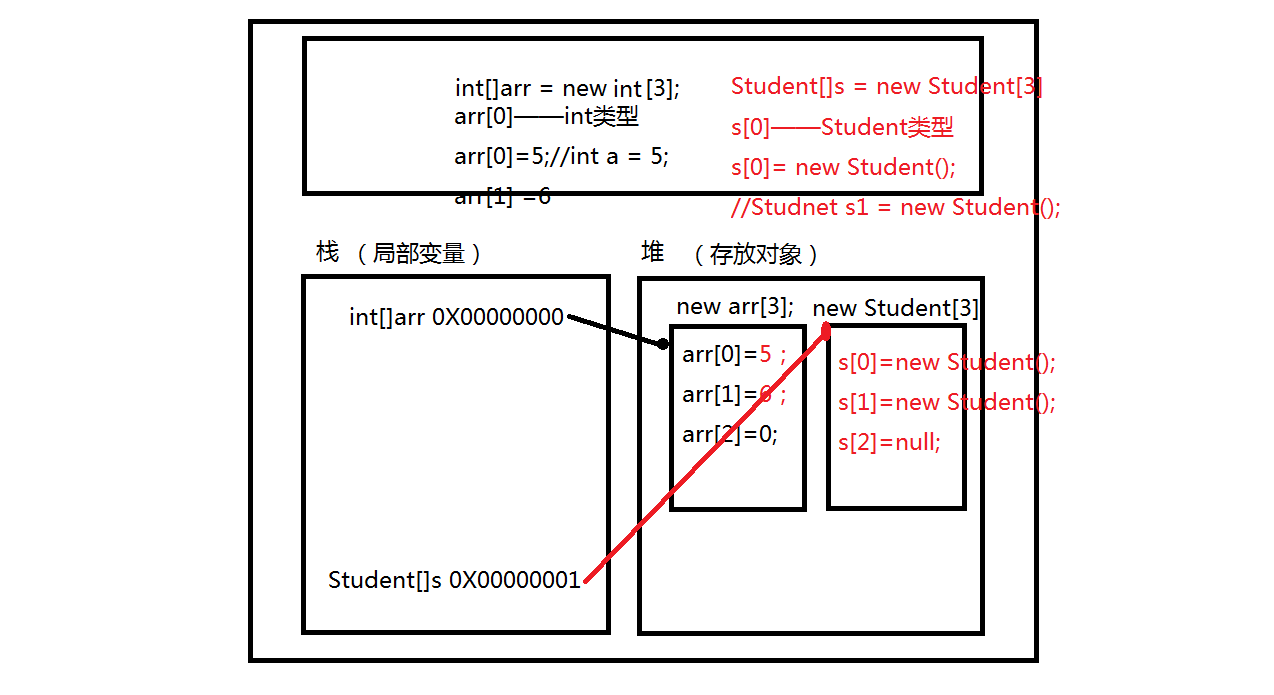 int[]arr = new int[3];
arr[0]——int类型
arr[0]=5;//int a = 5;
arr[1] =6
Student[]s = new Student[3]
s[0]——Student类型
s[0]= new Student();
//Studnet s1 = new Student();
栈 （局部变量）
堆 （存放对象）
int[]arr 0X00000000
Student[]s 0X00000001
new arr[3];
arr[0]=5；
arr[1]=6；
arr[2]=0;
new Student[3]
s[0]=new Student();
s[1]=new Student();
s[2]=null;